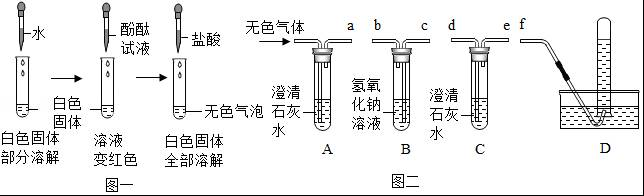 水
酚酞
试液
盐酸
白色
固体
无色气泡
白色固体
部分溶解
溶液
变红色
白色固体
全部溶解
图一
无色气体
a
b
c
d
e
f
澄清
石灰
水
氢氧
化钠
溶液
澄清
石灰
水
A
B
C
D
图二